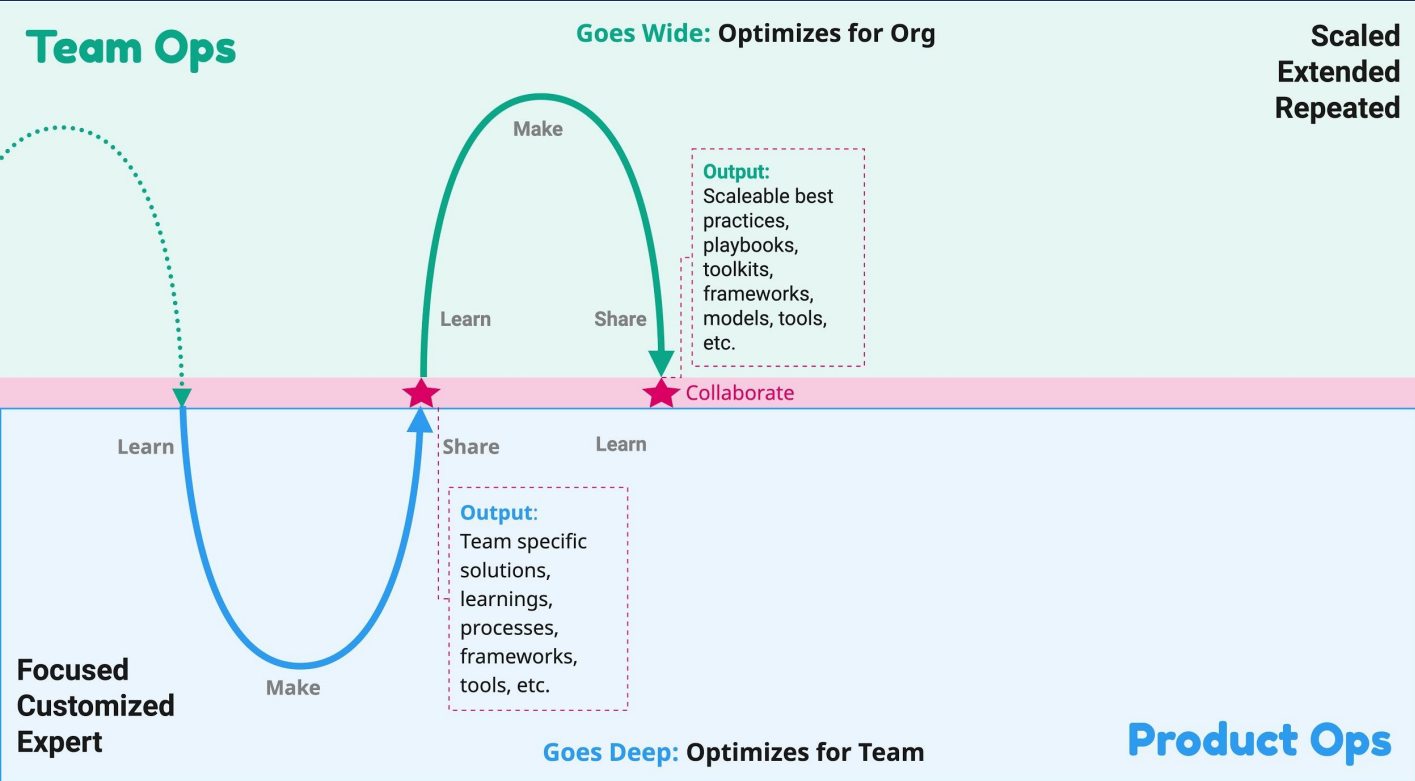 Team Ops
Goes Wide: Optimizes for Org
Scaled
Extended
Repeated
Make
Learn
Share
Output:
Scaleable best
practices,
playbooks,
toolkits,
frameworks,
models, tools,
etc.
Collaborate
Learn
Share
Learn
Make
Output:
Team specific
solutions,
learnings,
processes,
frameworks,
tools, etc.
Focused
Customized
Expert
Goes Deep: Optimizes for Team
Product Ops